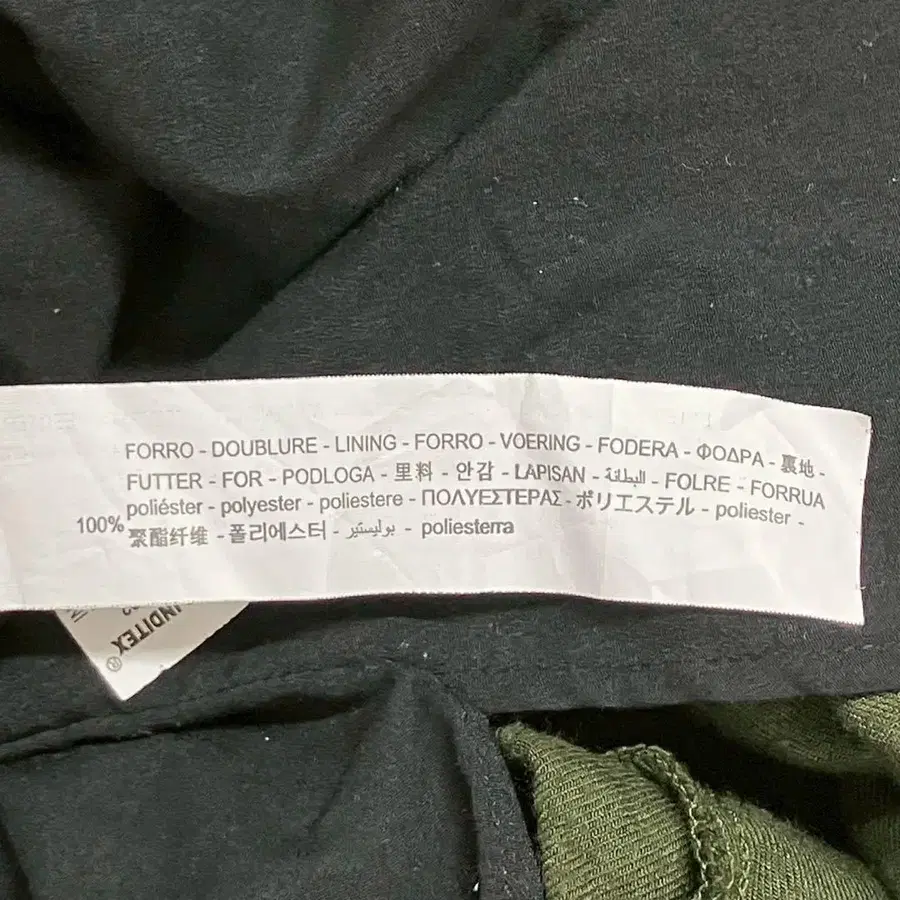 FORRO - DOUBLURE - LINING - FORRO - VOERING - FODERA - ΦΟΔΡΑ - 裏地 -
FUTTER - FOR - PODLOGA - 里料 - 안감 - LAPISAN - البطانة - FOLRE - FORRUA
poliéster - polyester - poliestere - ΠΟΛΥΕΣΤΕΡΑΣ - ポリエステル - poliester -
100% 聚酯纤维 - 폴리에스터 - بوليستير - poliesterra
INDITEX®